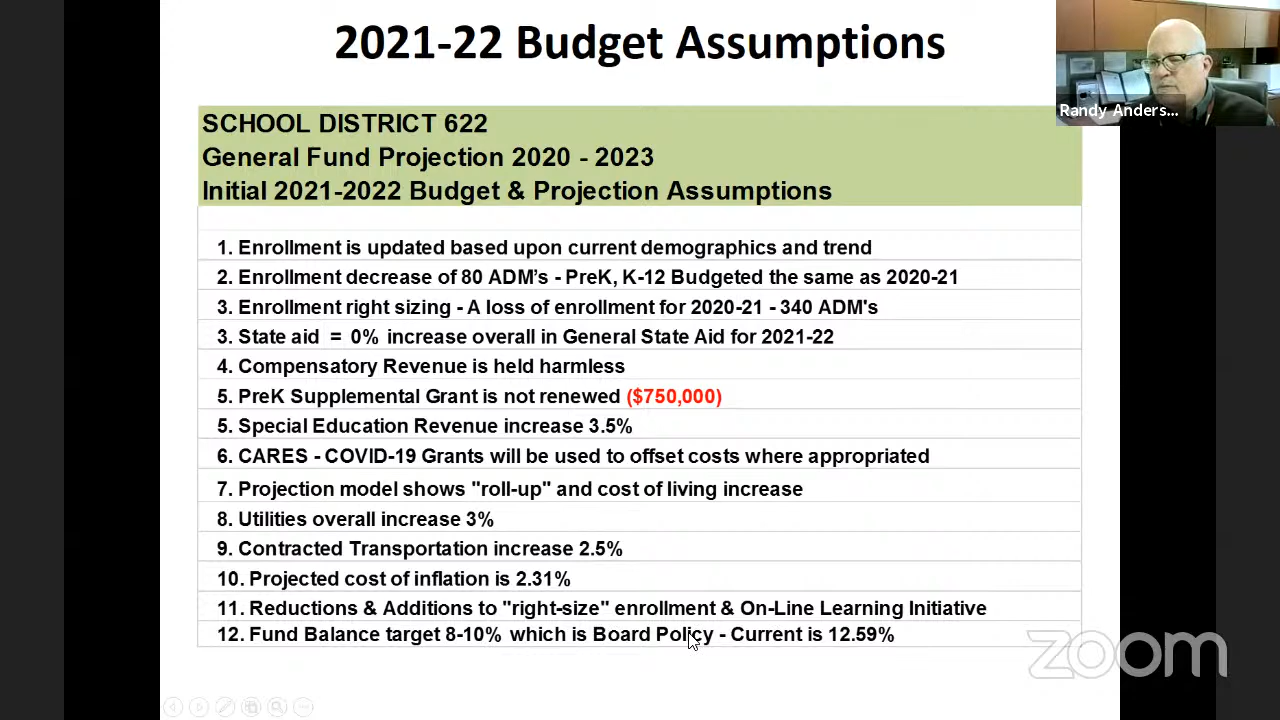 2021-22 Budget Assumptions
Randy Anders...
SCHOOL DISTRICT 622
General Fund Projection 2020 - 2023
Initial 2021-2022 Budget & Projection Assumptions
1. Enrollment is updated based upon current demographics and trend
2. Enrollment decrease of 80 ADM’s - PreK, K-12 Budgeted the same as 2020-21
3. Enrollment right sizing - A loss of enrollment for 2020-21 - 340 ADM's
3. State aid = 0% increase overall in General State Aid for 2021-22
4. Compensatory Revenue is held harmless
5. PreK Supplemental Grant is not renewed ($750,000)
5. Special Education Revenue increase 3.5%
6. CARES - COVID-19 Grants will be used to offset costs where appropriated
7. Projection model shows "roll-up" and cost of living increase
8. Utilities overall increase 3%
9. Contracted Transportation increase 2.5%
10. Projected cost of inflation is 2.31%
11. Reductions & Additions to "right-size" enrollment & On-Line Learning Initiative
12. Fund Balance target 8-10% which is Board Policy - Current is 12.59%
zoom